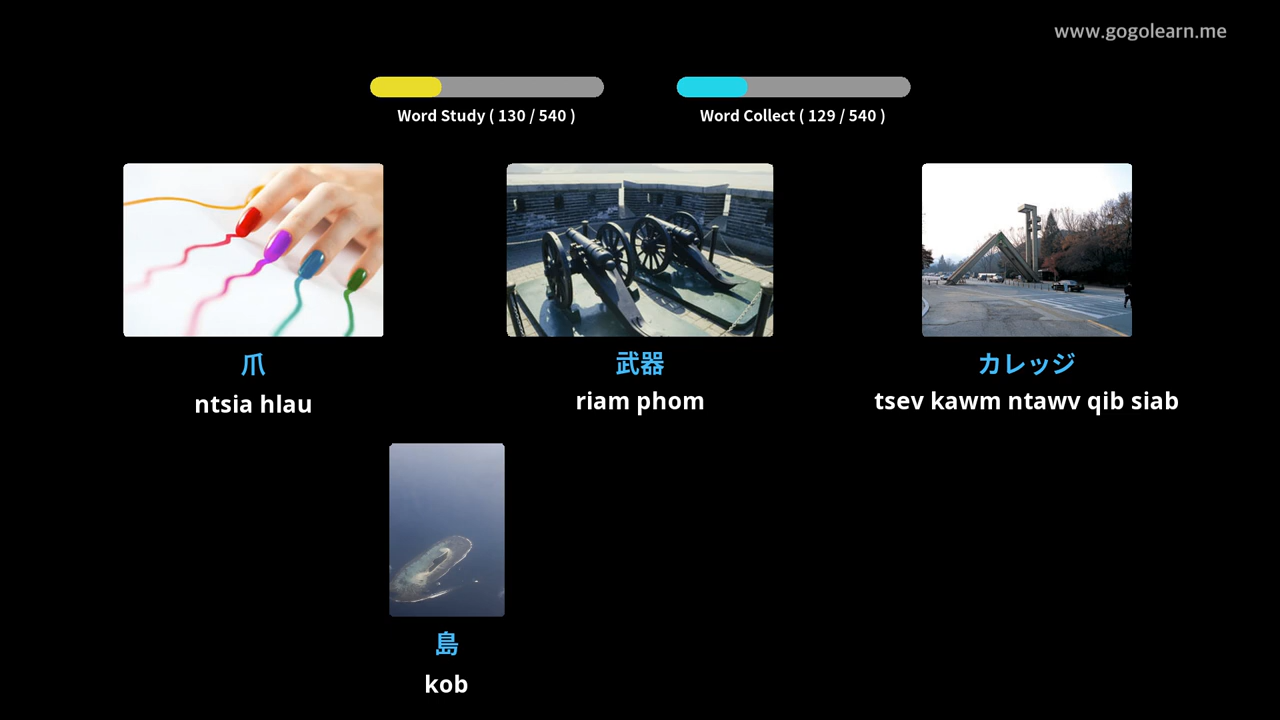 www.gogolearn.me
Word Study ( 130 / 540 )
Word Collect ( 129 / 540 )
爪
武器
カレッジ
ntsia hlau
riam phom
tsev kawm ntawv qib siab
島
kob